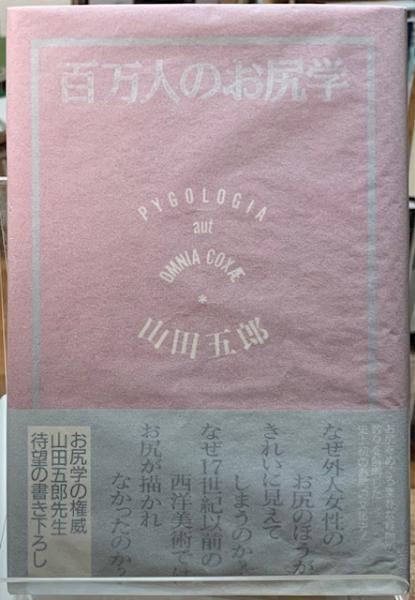 百万人のお尻学
PYGOLOGIA
aut
OMNIA COXÆ
*
山田五郎
なぜ外人女性の
お尻のほうが
きれいに見えて
しまうのか?
なぜ17世紀以前の
西洋美術では
お尻が描かれ
なかったのか?
お尻学の権威
山田五郎先生
待望の書き下ろし